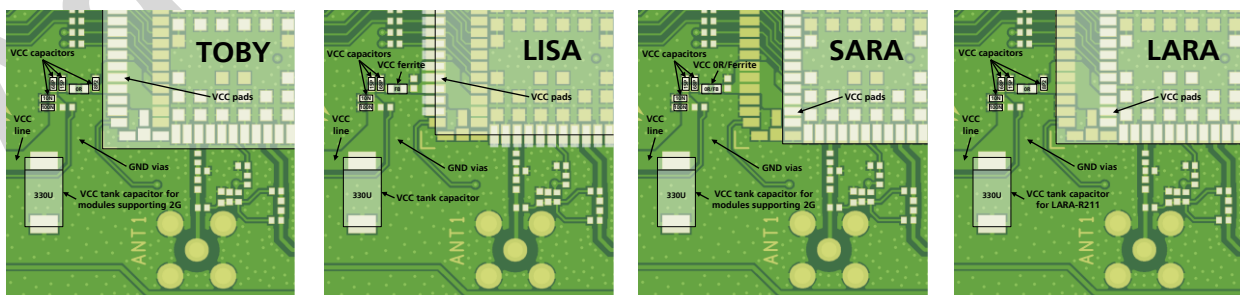 TOBY
VCC capacitors
0R
VCC pads
VCC
line
GND vias
330U
VCC tank capacitor for
modules supporting 2G
ANT1
LISA
VCC capacitors
VCC ferrite
FB
VCC pads
VCC
line
GND vias
330U
VCC tank capacitor
ANT1
SARA
VCC capacitors
VCC 0R/Ferrite
0R/FB
VCC pads
VCC
line
GND vias
330U
VCC tank capacitor for
modules supporting 2G
ANT1
LARA
VCC capacitors
0R
VCC pads
VCC
line
GND vias
330U
VCC tank capacitor
for LARA-R211
ANT1